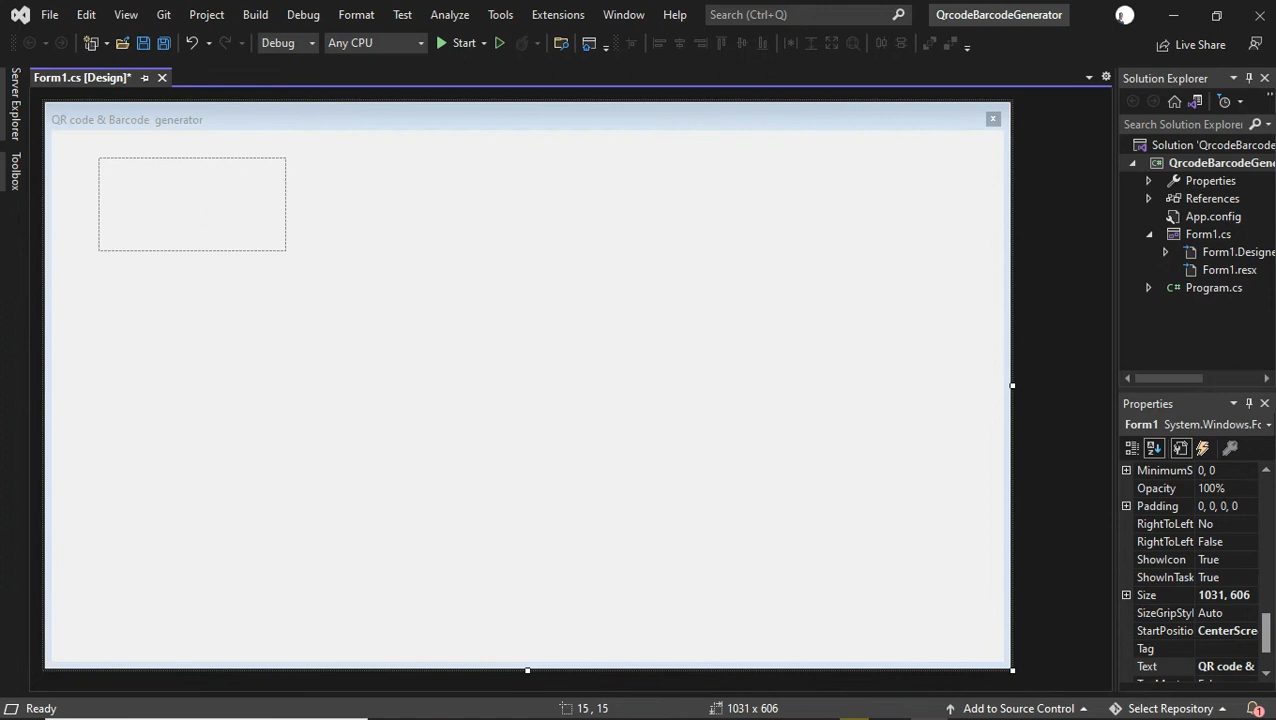 File Edit View Git Project Build Debug Format Test Analyze Tools Extensions Window Help Search (Ctrl+Q) QrcodeBarcodeGenerator
Debug Any CPU Start Live Share
Server Explorer
Toolbox
Form1.cs [Design]*
QR code & Barcode generator
Solution Explorer
Search Solution Explorer
Solution 'QrcodeBarcode
QrcodeBarcodeGene
Properties
References
App.config
Form1.cs
Form1.Designe
Form1.resx
C# Program.cs
Properties
Form1 System.Windows.Fo
MinimumS 0, 0
Opacity 100%
Padding 0, 0, 0, 0
RightToLeft No
RightToLeft False
ShowIcon True
ShowInTask True
Size 1031, 606
SizeGripStyl Auto
StartPositio CenterScre
Tag
Text QR code &
Ready 15 , 15 1031 x 606 Add to Source Control Select Repository 1